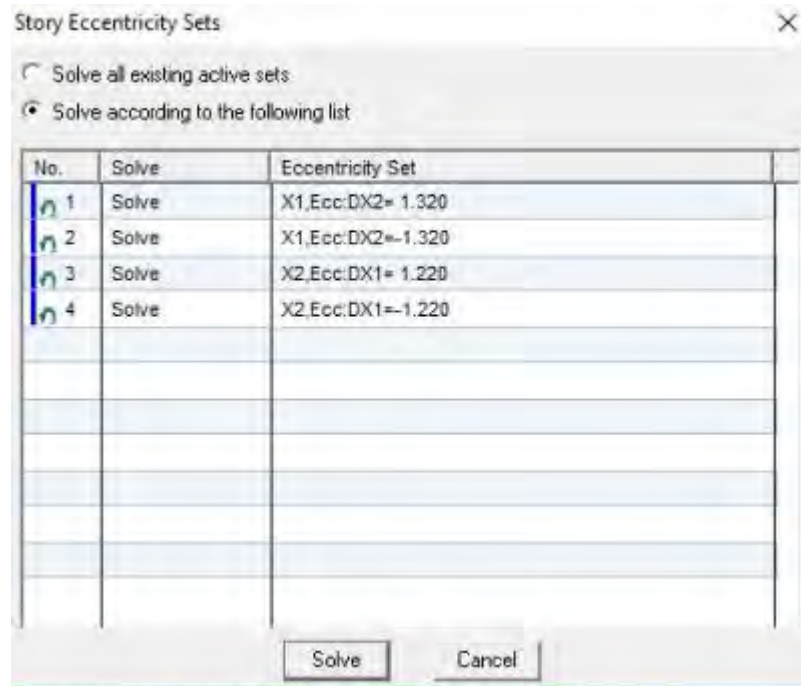 Story Eccentricity Sets
Solve all existing active sets
Solve according to the following list
No. Solve Eccentricity Set
1 Solve X1,Ecc:DX2= 1.320
2 Solve X1,Ecc:DX2=-1.320
3 Solve X2,Ecc:DX1= 1.220
4 Solve X2,Ecc:DX1=-1.220
Solve Cancel